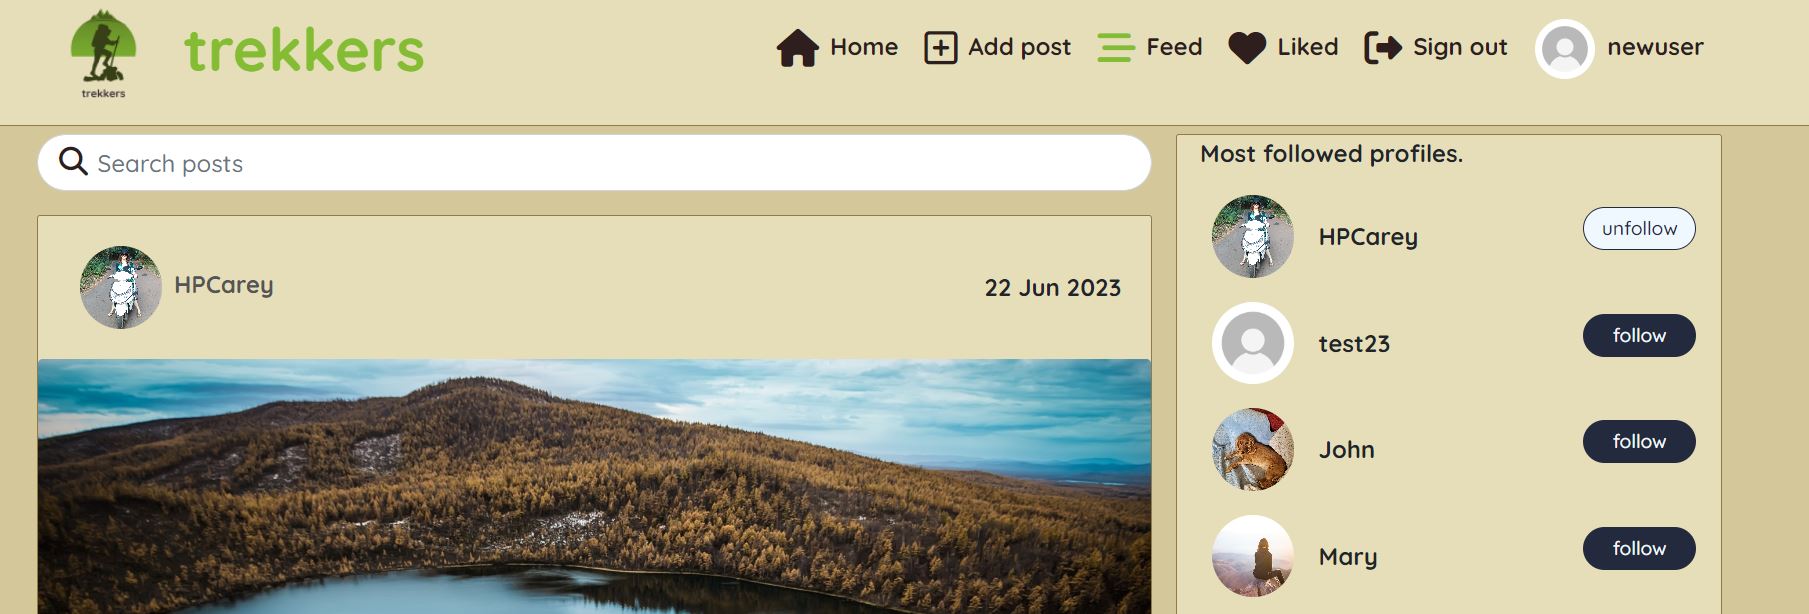 trekkers
trekkers
Home Add post Feed Liked Sign out newuser
Search posts
HPCarey
22 Jun 2023
Most followed profiles.
HPCarey unfollow
test23 follow
John follow
Mary follow